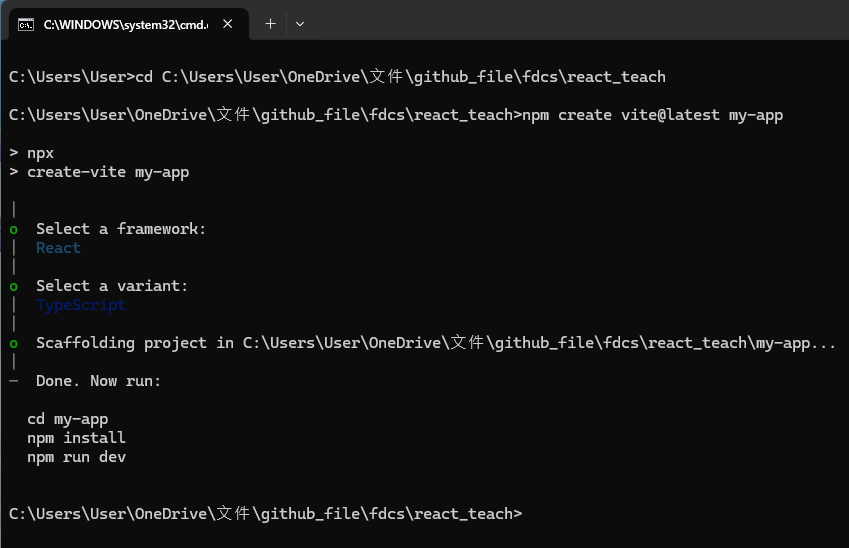 C:\WINDOWS\system32\cmd.
C:\Users\User>cd C:\Users\User\OneDrive\文件\github_file\fdcs\react_teach
C:\Users\User\OneDrive\文件\github_file\fdcs\react_teach>npm create vite@latest my-app
> npx
> create-vite my-app
|
o  Select a framework:
|  React
|
o  Select a variant:
|  TypeScript
|
o  Scaffolding project in C:\Users\User\OneDrive\文件\github_file\fdcs\react_teach\my-app...
|
—  Done. Now run:
cd my-app
npm install
npm run dev
C:\Users\User\OneDrive\文件\github_file\fdcs\react_teach>